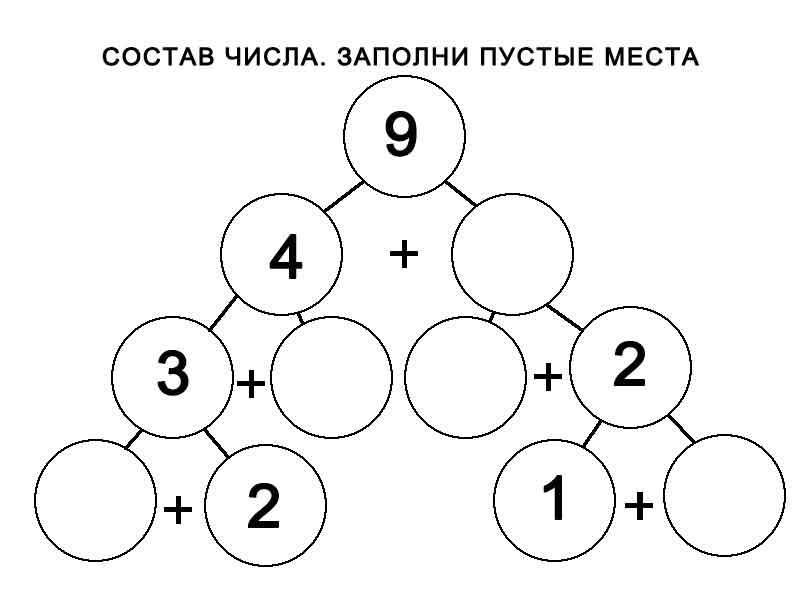 СОСТАВ ЧИСЛА. ЗАПОЛНИ ПУСТЫЕ МЕСТА
9
4 +
3 + + 2
+ 2 1 +